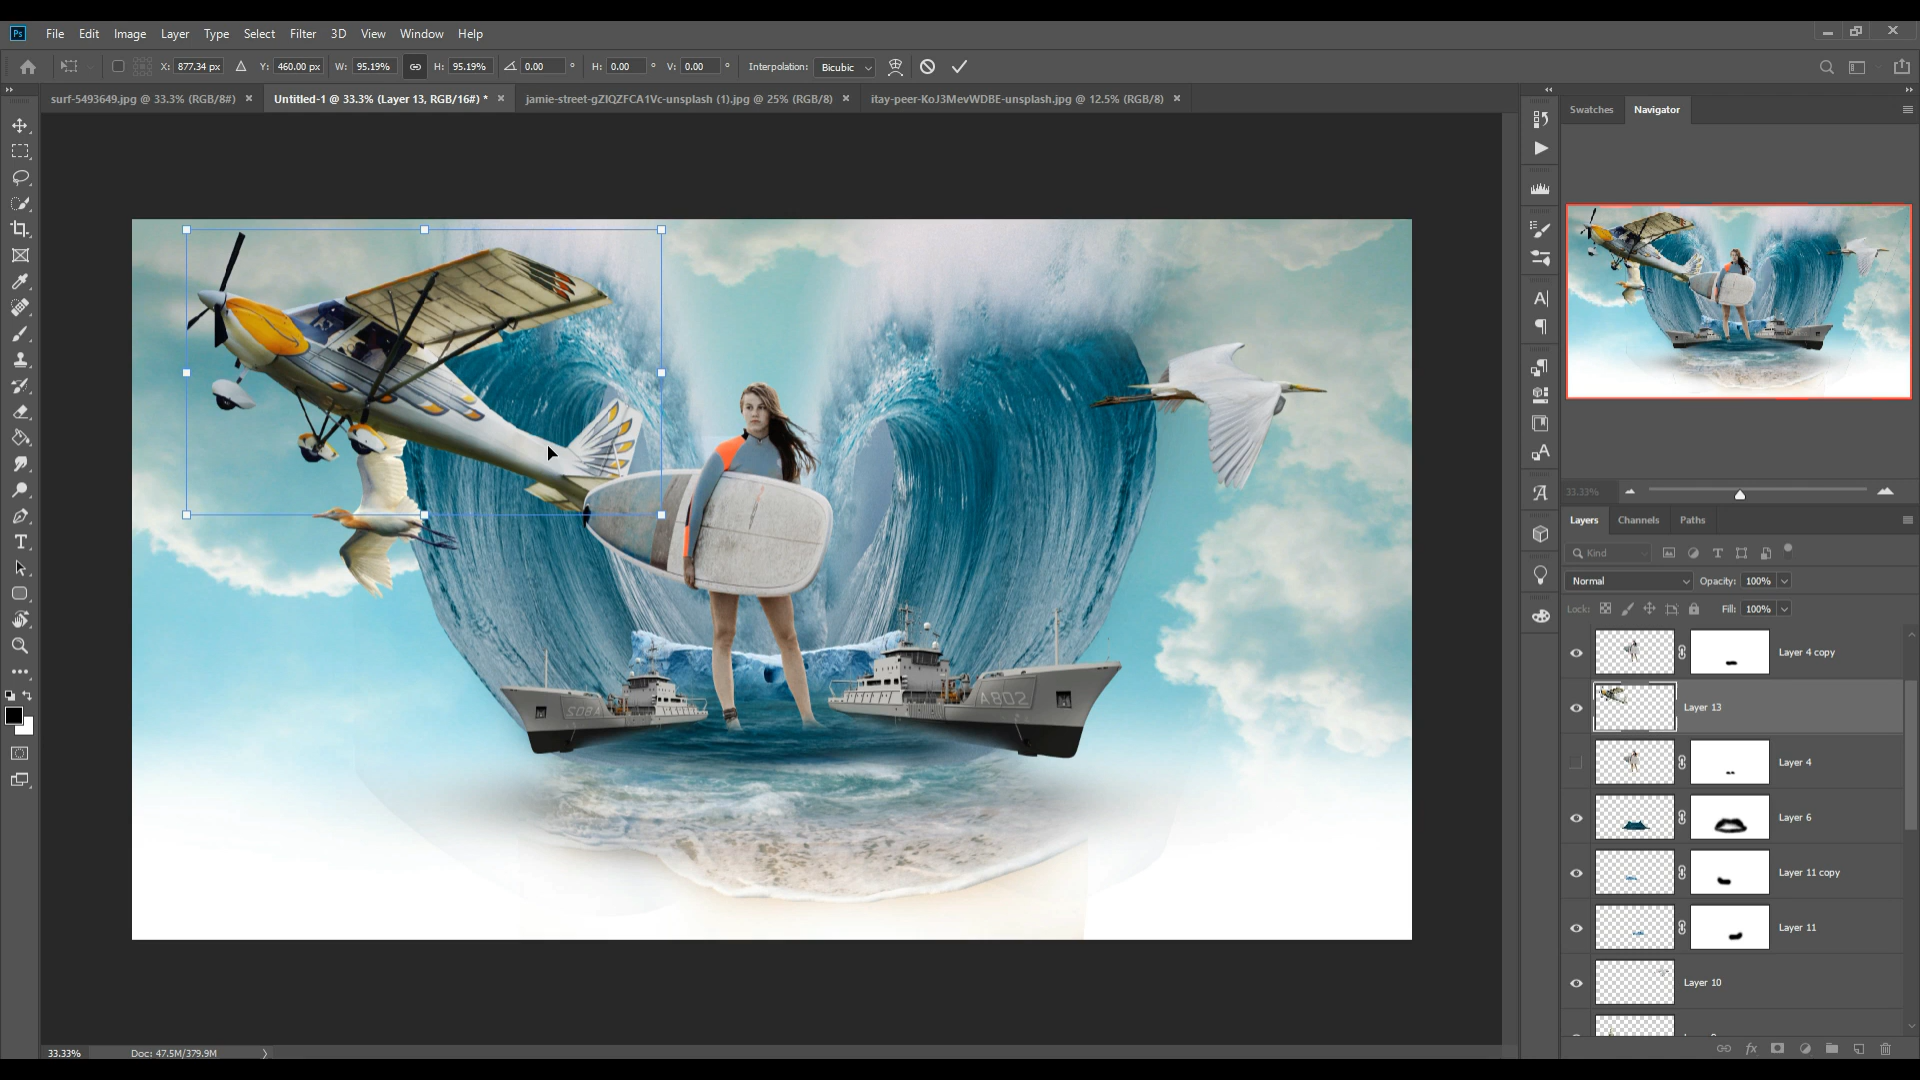 Ps File Edit Image Layer Type Select Filter 3D View Window Help
X: 877.34 px Y: 460.00 px W: 95.19% H: 95.19% 0.00 ° H: 0.00 ° V: 0.00 ° Interpolation: Bicubic
surf-5493649.jpg @ 33.3% (RGB/8#) × Untitled-1 @ 33.3% (Layer 13, RGB/16#) * × jamie-street-gZIQZFCA1Vc-unsplash (1).jpg @ 25% (RGB/8) × itay-peer-KoJ3MevWDBE-unsplash.jpg @ 12.5% (RGB/8) ×
Swatches Navigator
33.33%
Layers Channels Paths
Kind
Normal Opacity: 100%
Lock: Fill: 100%
Layer 4 copy
Layer 13
Layer 4
Layer 6
Layer 11 copy
Layer 11
Layer 10
33.33% Doc: 47.5M/379.9M